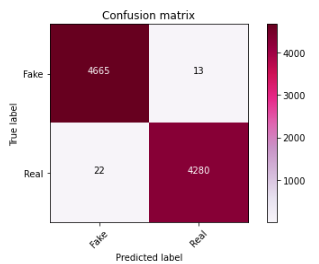 Confusion matrix
True label
Fake
4665
13
Real
22
4280
Fake
Real
Predicted label
4000
3000
2000
1000